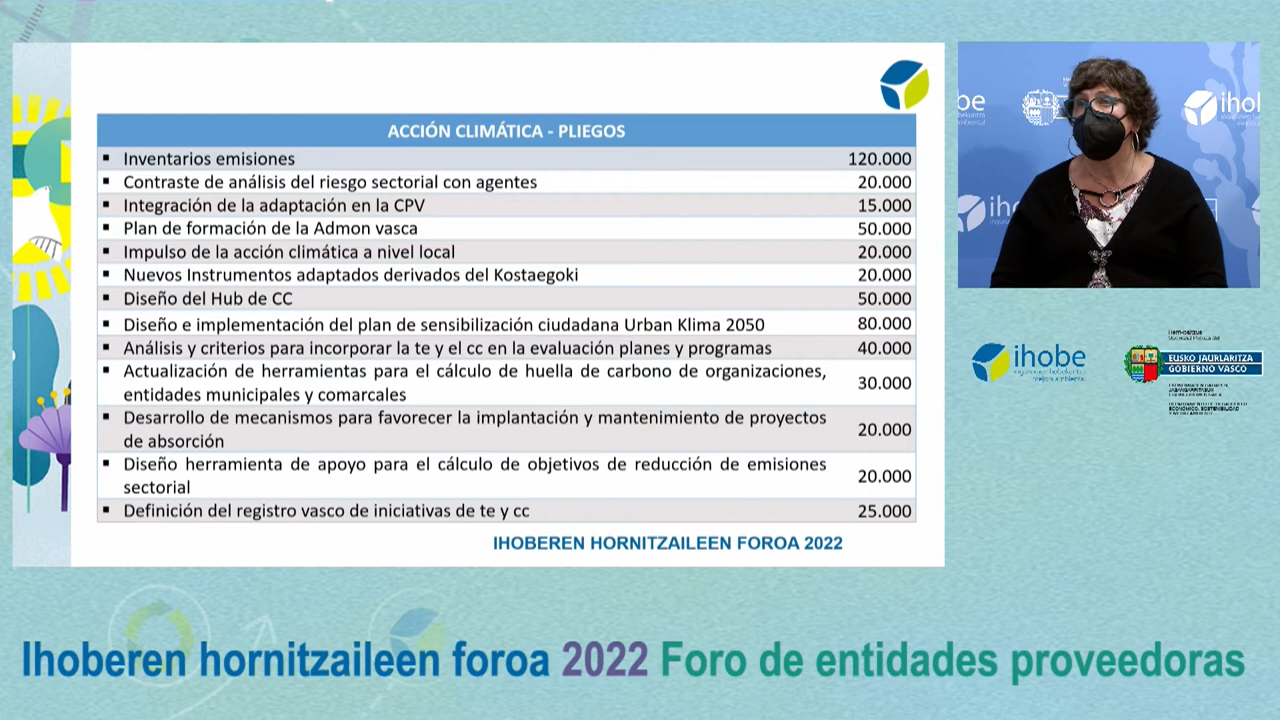 ACCIÓN CLIMÁTICA - PLIEGOS
Inventarios emisiones 120.000
Contraste de análisis del riesgo sectorial con agentes 20.000
Integración de la adaptación en la CPV 15.000
Plan de formación de la Admon vasca 50.000
Impulso de la acción climática a nivel local 20.000
Nuevos Instrumentos adaptados derivados del Kostaegoki 20.000
Diseño del Hub de CC 50.000
Diseño e implementación del plan de sensibilización ciudadana Urban Klima 2050 80.000
Análisis y criterios para incorporar la te y el cc en la evaluación planes y programas 40.000
Actualización de herramientas para el cálculo de huella de carbono de organizaciones,
entidades municipales y comarcales 30.000
Desarrollo de mecanismos para favorecer la implantación y mantenimiento de proyectos
de absorción 20.000
Diseño herramienta de apoyo para el cálculo de objetivos de reducción de emisiones
sectorial 20.000
Definición del registro vasco de iniciativas de te y cc 25.000
IHOBEREN HORNITZAILEEN FOROA 2022
be
ihol
ih
ihobe
EUSKO JAURLARITZA
GOBIERNO VASCO
Ihoberen hornitzaileen foroa 2022 Foro de entidades proveedoras